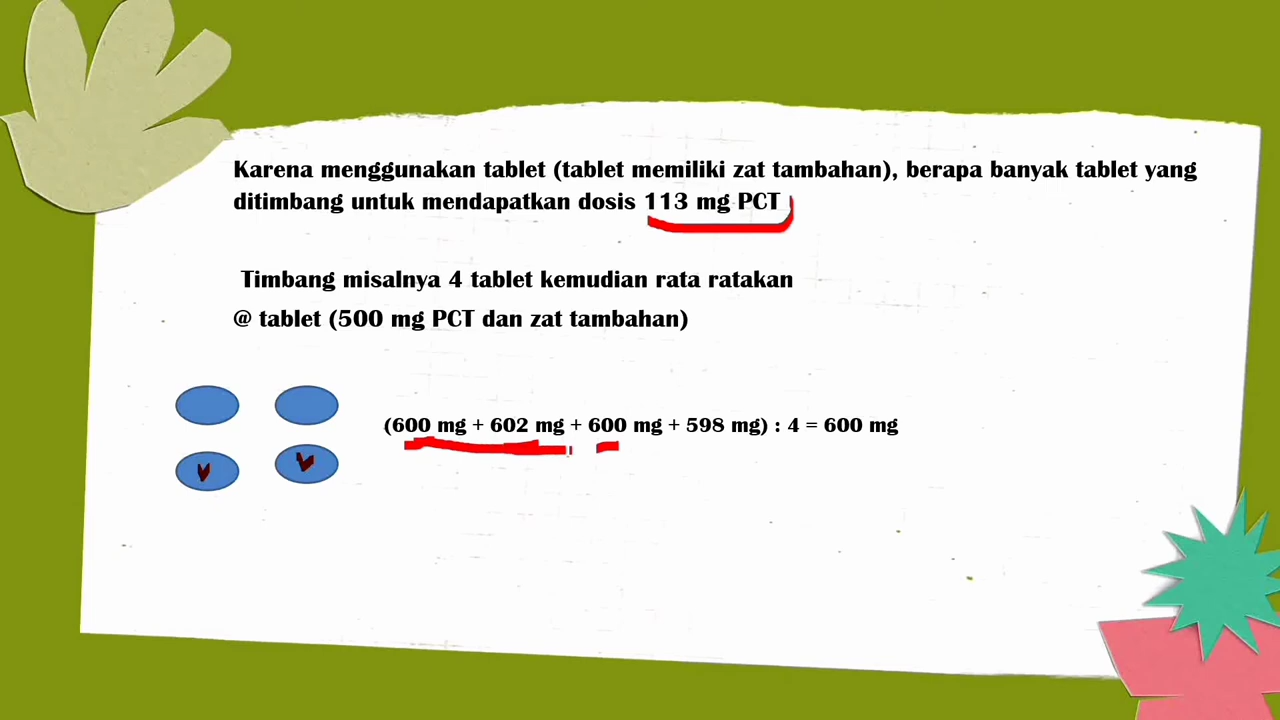 Karena menggunakan tablet (tablet memiliki zat tambahan), berapa banyak tablet yang
ditimbang untuk mendapatkan dosis 113 mg PCT
Timbang misalnya 4 tablet kemudian rata ratakan
@ tablet (500 mg PCT dan zat tambahan)
(600 mg + 602 mg + 600 mg + 598 mg) : 4 = 600 mg